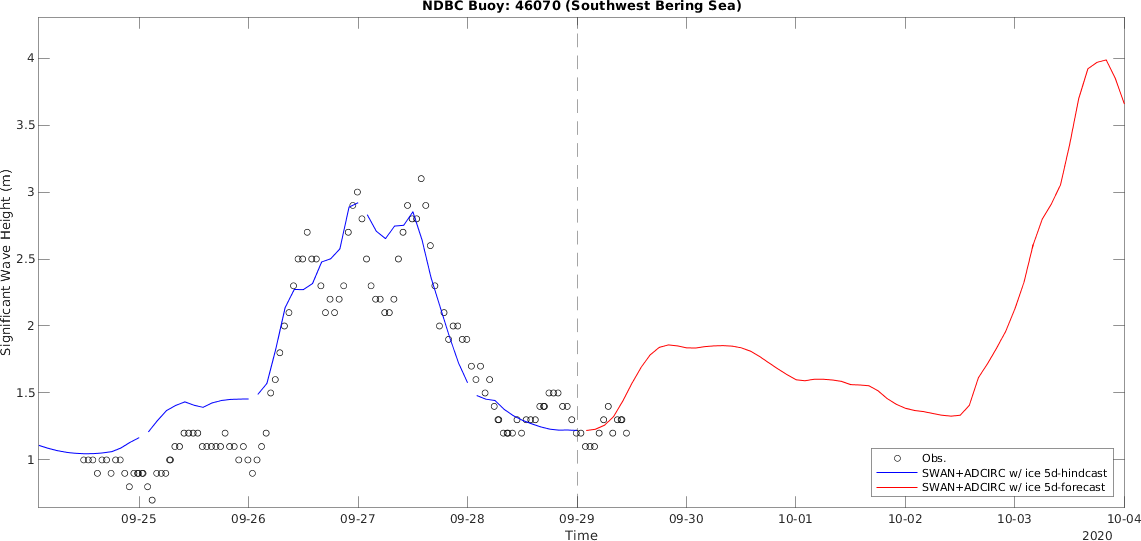 NDBC Buoy: 46070 (Southwest Bering Sea)
Significant Wave Height (m)
4
3.5
3
2.5
2
1.5
1
Obs.
SWAN+ADCIRC w/ ice 5d-hindcast
SWAN+ADCIRC w/ ice 5d-forecast
09-25 09-26 09-27 09-28 09-29 09-30 10-01 10-02 10-03 10-04
Time
2020